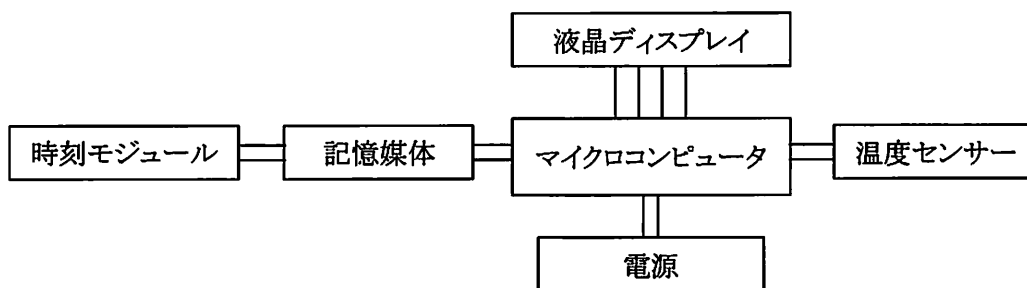 液晶ディスプレイ
時刻モジュール
記憶媒体
マイクロコンピュータ
温度センサー
電源